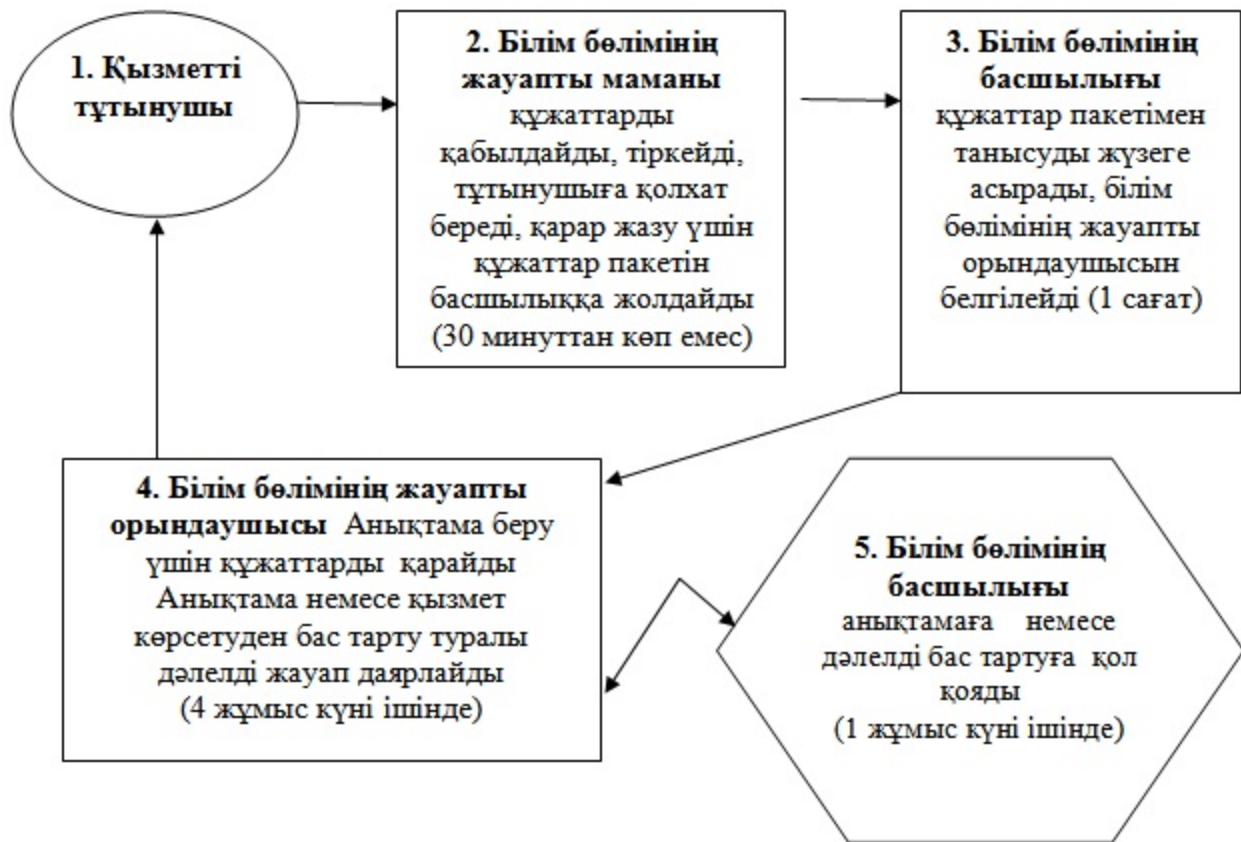 1. Қызметті
тұтынушы
2. Білім бөлімінің
жауапты маманы
құжаттарды
қабылдайды, тіркейді,
тұтынушыға қолхат
береді, қарар жазу үшін
құжаттар пакетін
басшылыққа жолдайды
(30 минуттан көп емес)
3. Білім бөлімінің
басшылығы
құжаттар пакетімен
танысуды жүзеге
асырады, білім
бөлімінің жауапты
орындаушысын
белгілейді (1 сағат)
4. Білім бөлімінің жауапты
орындаушысы Анықтама беру
үшін құжаттарды қарайды
Анықтама немесе қызмет
көрсетуден бас тарту туралы
дәлелді жауап даярлайды
(4 жұмыс күні ішінде)
5. Білім бөлімінің
басшылығы
анықтамаға немесе
дәлелді бас тартуға қол
қояды
(1 жұмыс күні ішінде)